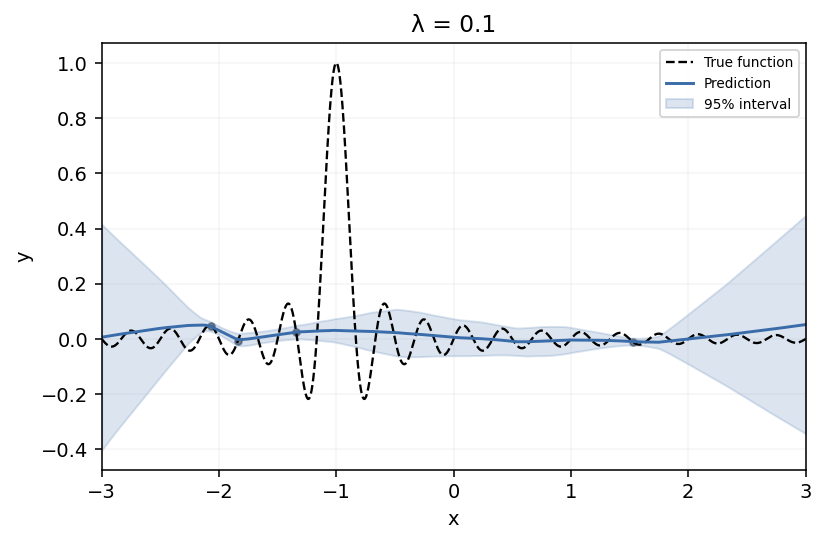 λ = 0.1
True function
Prediction
95% interval
y
1.0
0.8
0.6
0.4
0.2
0.0
−0.2
−0.4
−3 −2 −1 0 1 2 3
x